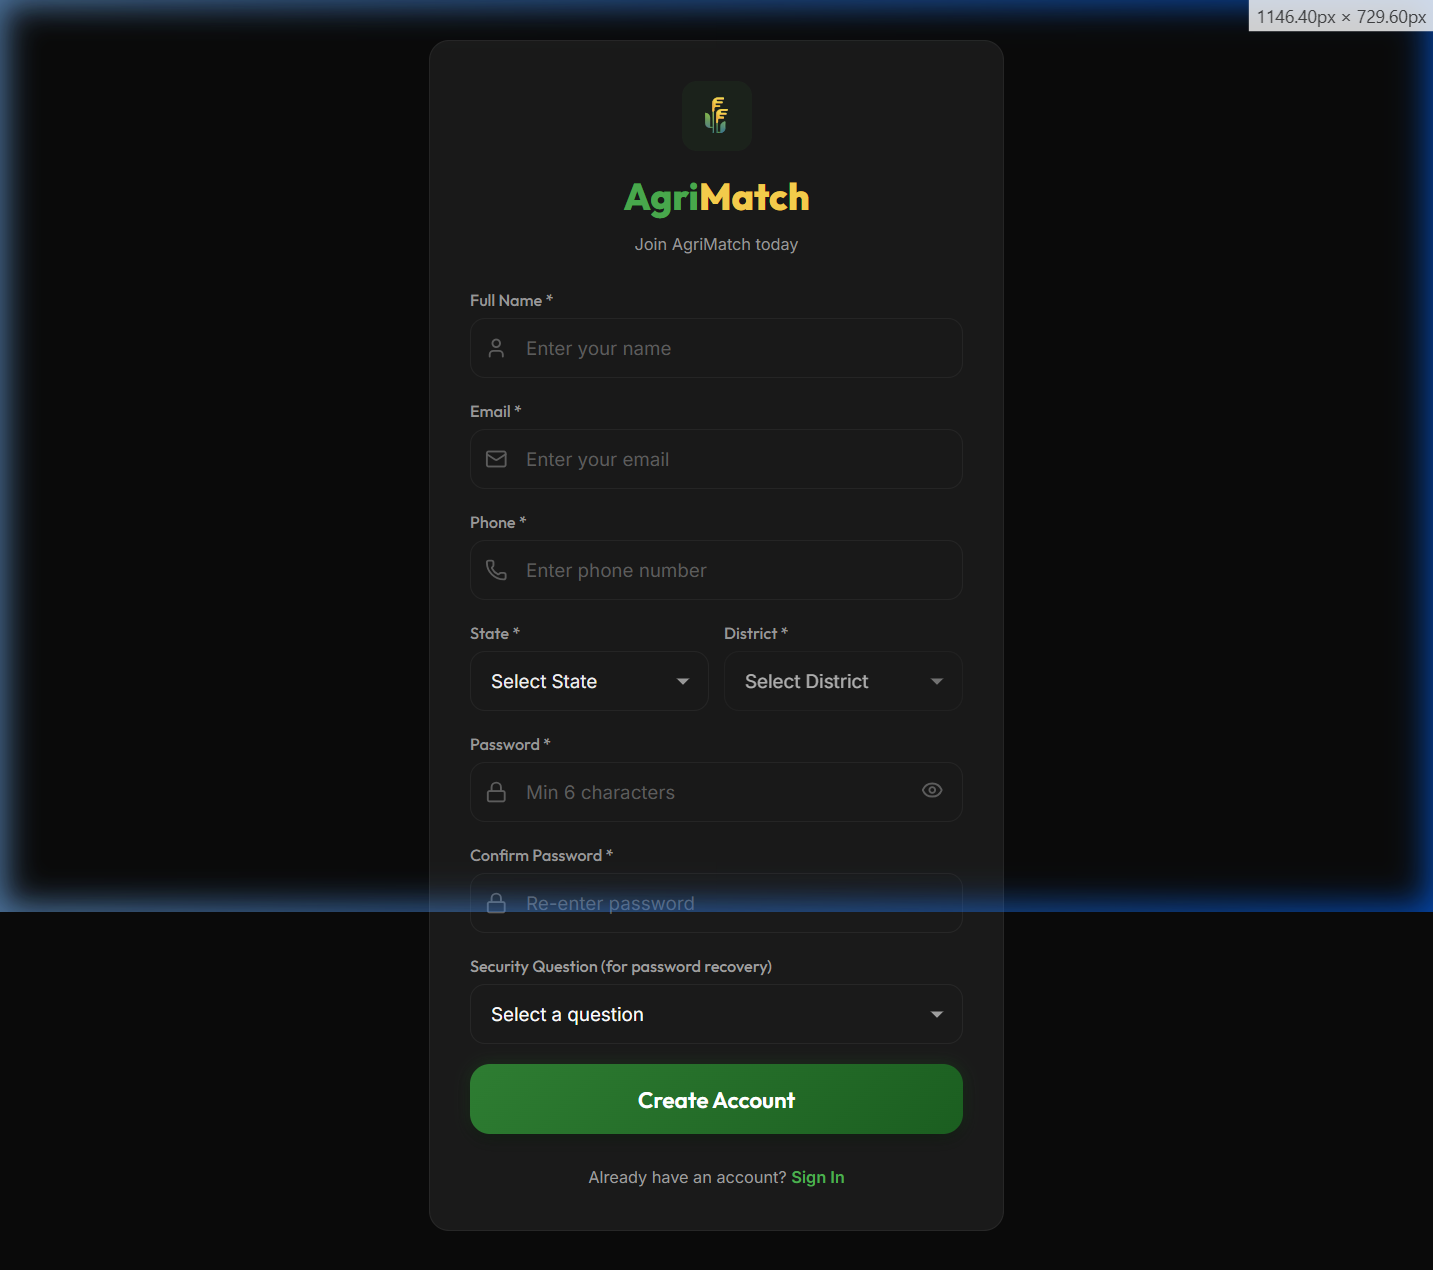 1146.40px × 729.60px
AgriMatch
Join AgriMatch today
Full Name *
Enter your name
Email *
Enter your email
Phone *
Enter phone number
State * District *
Select State Select District
Password *
Min 6 characters
Confirm Password *
Re-enter password
Security Question (for password recovery)
Select a question
Create Account
Already have an account? Sign In